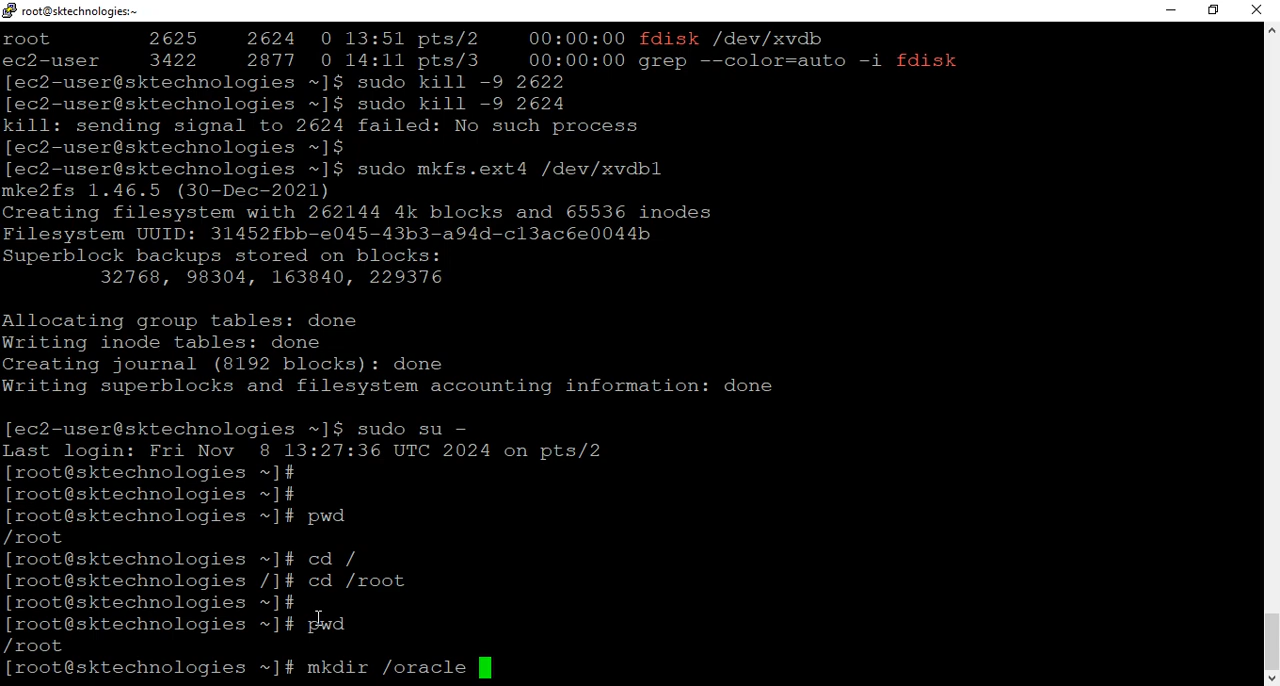 root@sktechnologies:~
root        2625    2624  0 13:51 pts/2    00:00:00 fdisk /dev/xvdb
ec2-user    3422    2877  0 14:11 pts/3    00:00:00 grep --color=auto -i fdisk
[ec2-user@sktechnologies ~]$ sudo kill -9 2622
[ec2-user@sktechnologies ~]$ sudo kill -9 2624
kill: sending signal to 2624 failed: No such process
[ec2-user@sktechnologies ~]$
[ec2-user@sktechnologies ~]$ sudo mkfs.ext4 /dev/xvdb1
mke2fs 1.46.5 (30-Dec-2021)
Creating filesystem with 262144 4k blocks and 65536 inodes
Filesystem UUID: 31452fbb-e045-43b3-a94d-c13ac6e0044b
Superblock backups stored on blocks:
        32768, 98304, 163840, 229376
Allocating group tables: done
Writing inode tables: done
Creating journal (8192 blocks): done
Writing superblocks and filesystem accounting information: done
[ec2-user@sktechnologies ~]$ sudo su -
Last login: Fri Nov  8 13:27:36 UTC 2024 on pts/2
[root@sktechnologies ~]#
[root@sktechnologies ~]#
[root@sktechnologies ~]# pwd
/root
[root@sktechnologies ~]# cd /
[root@sktechnologies /]# cd /root
[root@sktechnologies ~]#
[root@sktechnologies ~]# pwd
/root
[root@sktechnologies ~]# mkdir /oracle